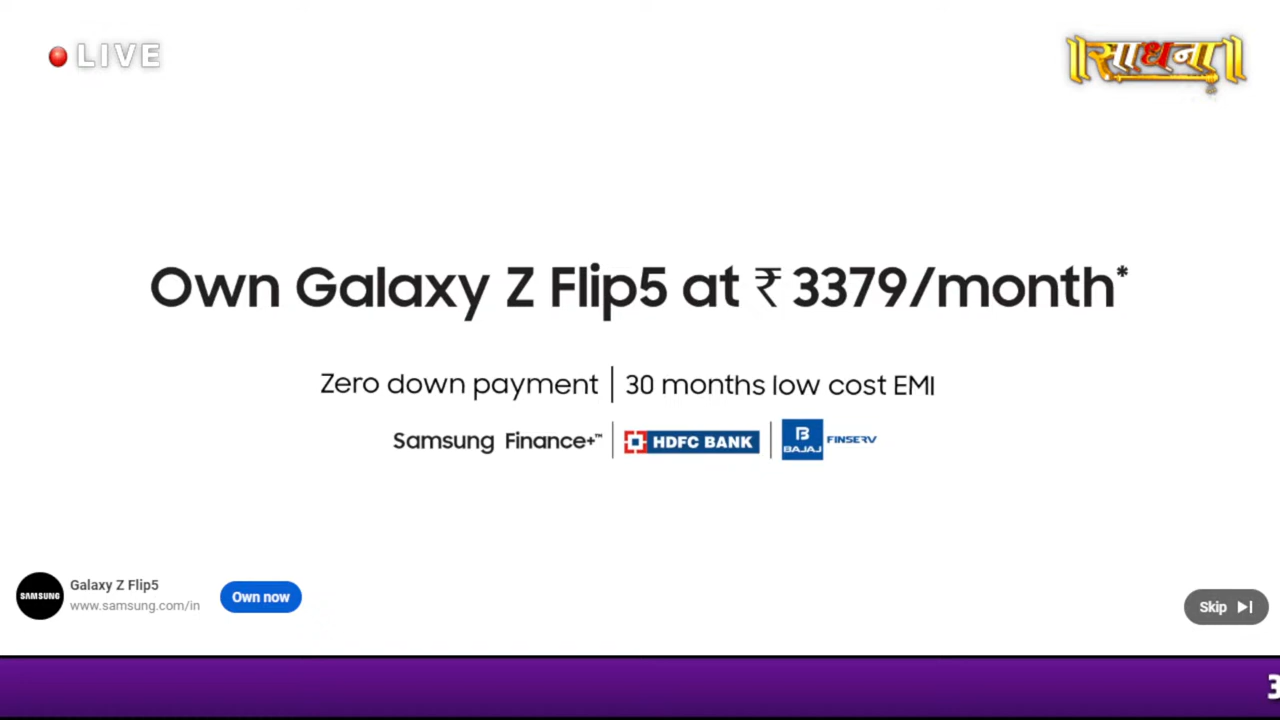 LIVE
॥साधना॥
Own Galaxy Z Flip5 at ₹ 3379/month*
Zero down payment | 30 months low cost EMI
Samsung Finance+™ | HDFC BANK | B BAJAJ FINSERV
SAMSUNG
Galaxy Z Flip5
www.samsung.com/in
Own now
Skip